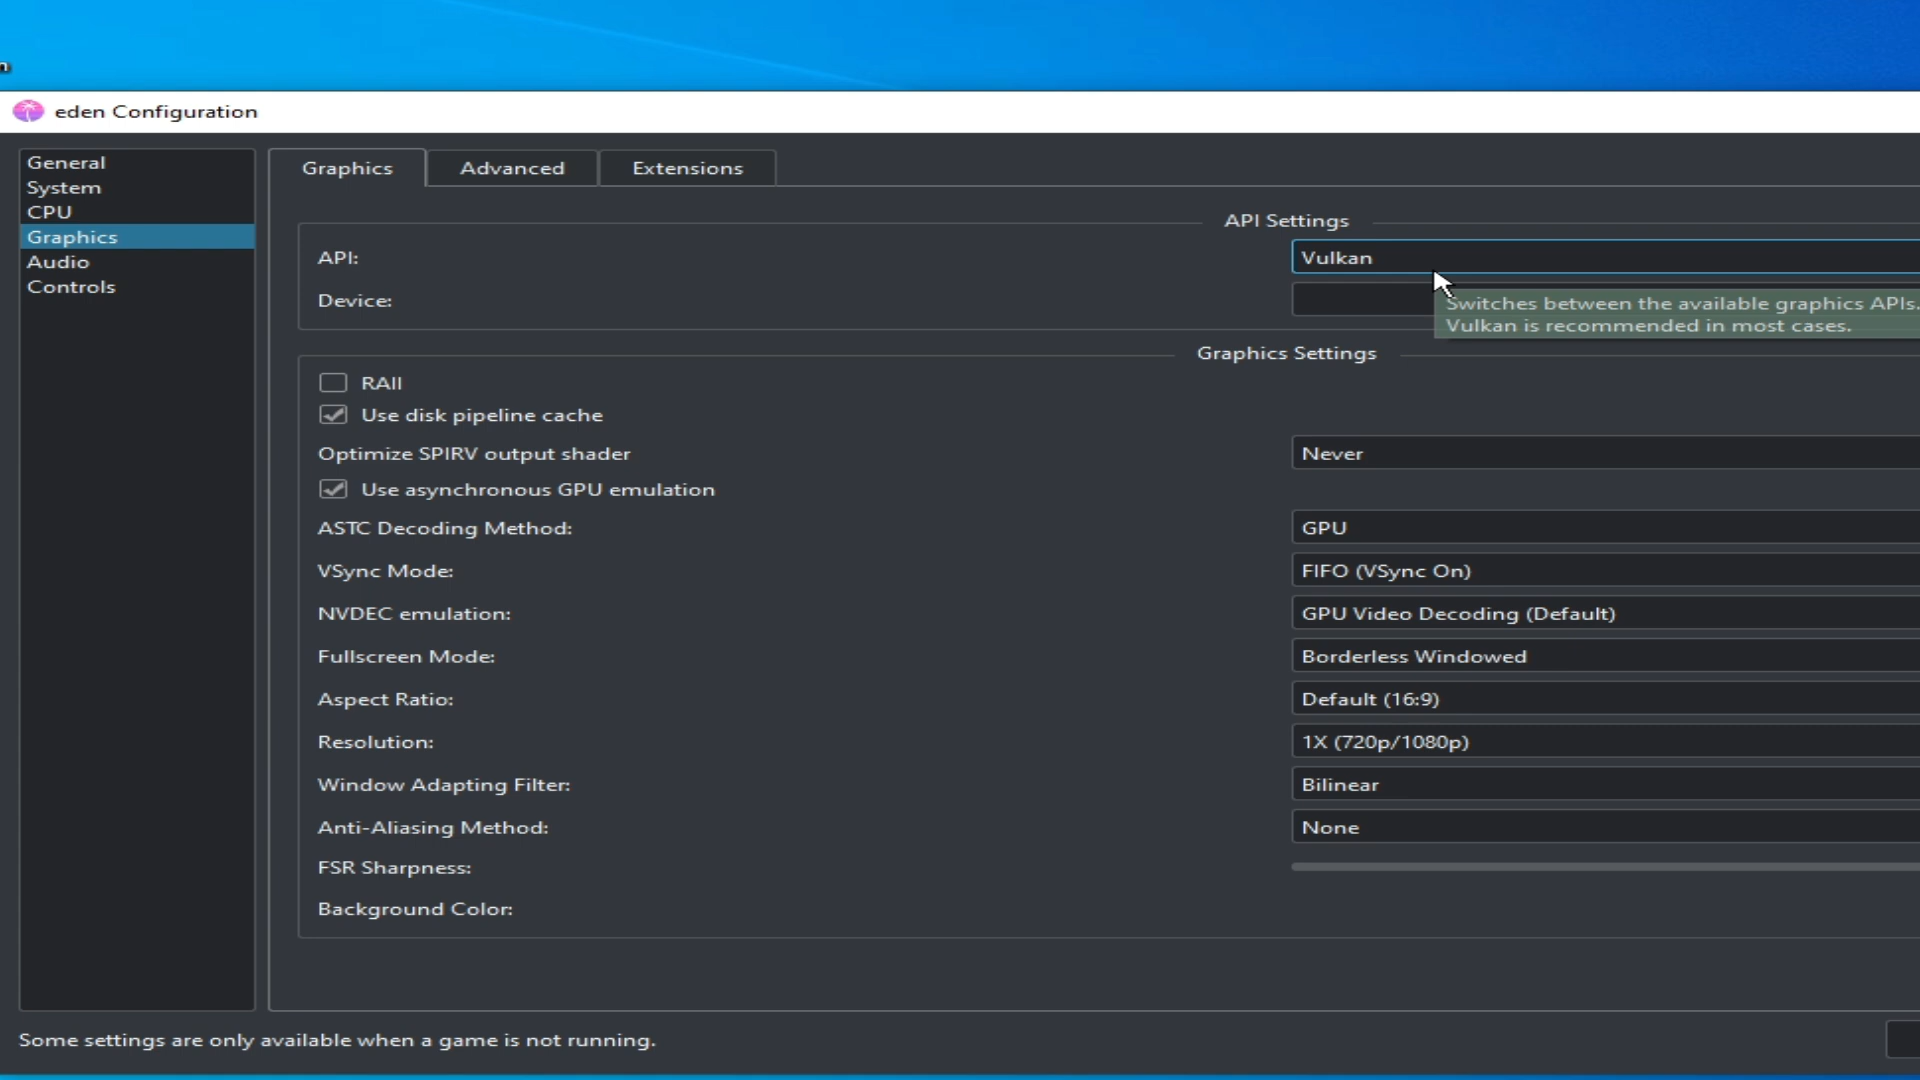 n
eden Configuration
General
System
CPU
Graphics
Audio
Controls
Graphics
Advanced
Extensions
API Settings
API:
Vulkan
Device:
Switches between the available graphics APIs.
Vulkan is recommended in most cases.
Graphics Settings
RAII
Use disk pipeline cache
Optimize SPIRV output shader
Never
Use asynchronous GPU emulation
ASTC Decoding Method:
GPU
VSync Mode:
FIFO (VSync On)
NVDEC emulation:
GPU Video Decoding (Default)
Fullscreen Mode:
Borderless Windowed
Aspect Ratio:
Default (16:9)
Resolution:
1X (720p/1080p)
Window Adapting Filter:
Bilinear
Anti-Aliasing Method:
None
FSR Sharpness:
Background Color:
Some settings are only available when a game is not running.